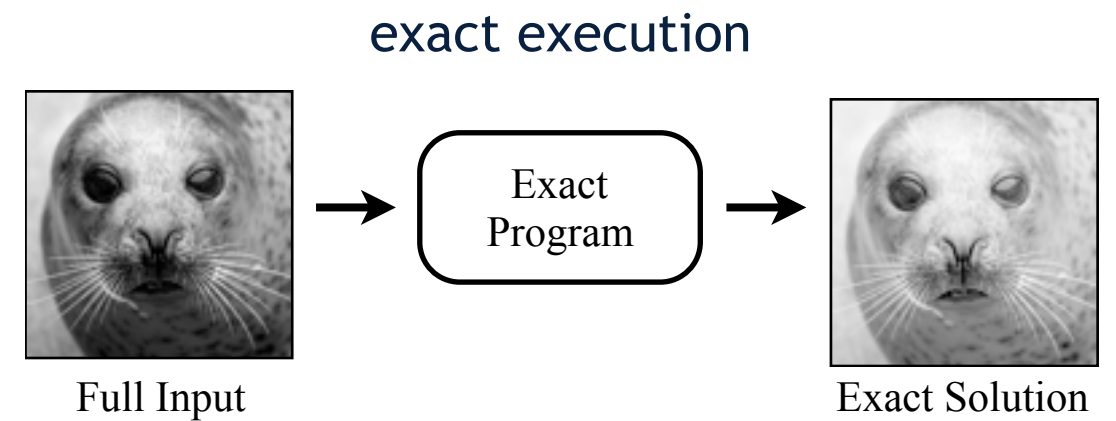 exact execution
Exact
Program
Full Input
Exact Solution